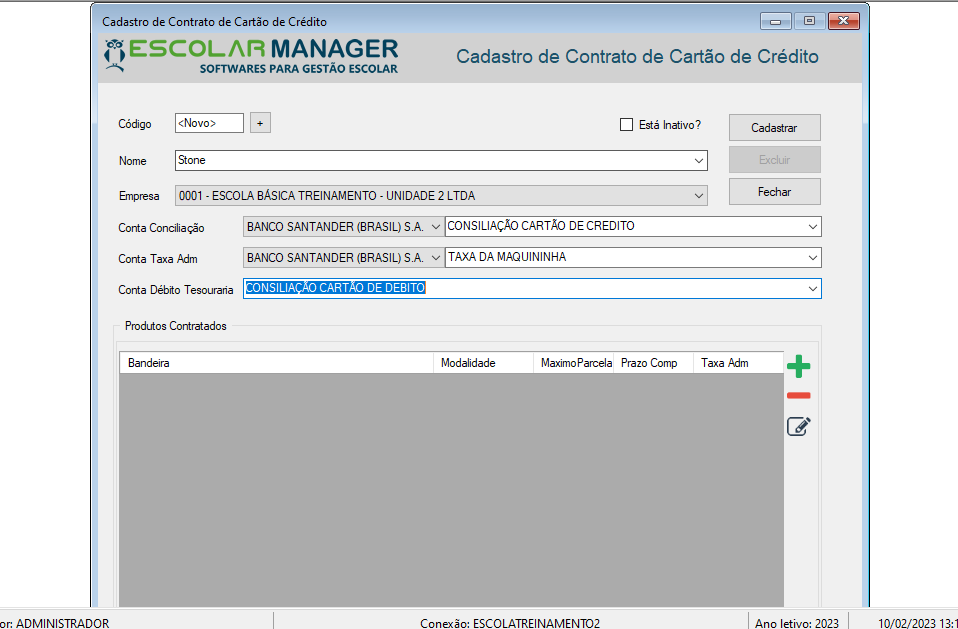 Cadastro de Contrato de Cartão de Crédito
ESCOLAR MANAGER
SOFTWARES PARA GESTÃO ESCOLAR
Cadastro de Contrato de Cartão de Crédito
Código <Novo> + Está Inativo? Cadastrar
Nome Stone Excluir
Empresa 0001 - ESCOLA BÁSICA TREINAMENTO - UNIDADE 2 LTDA Fechar
Conta Conciliação BANCO SANTANDER (BRASIL) S.A. CONSILIAÇÃO CARTÃO DE CREDITO
Conta Taxa Adm BANCO SANTANDER (BRASIL) S.A. TAXA DA MAQUININHA
Conta Débito Tesouraria CONSILIAÇÃO CARTÃO DE DEBITO
Produtos Contratados
Bandeira Modalidade MaximoParcela Prazo Comp Taxa Adm
or: ADMINISTRADOR Conexão: ESCOLATREINAMENTO2 Ano letivo: 2023 10/02/2023 13:1